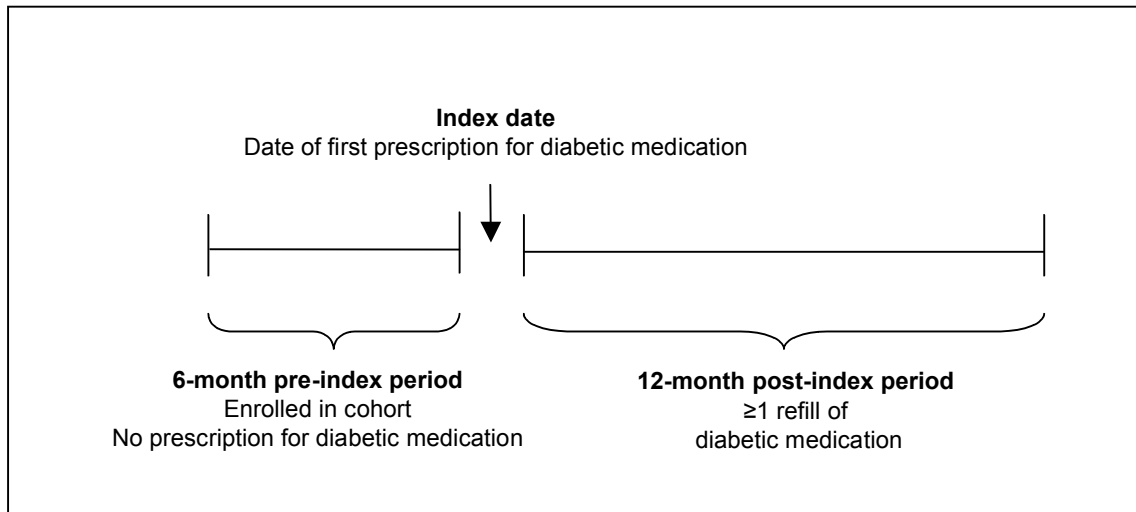 Index date
Date of first prescription for diabetic medication
6-month pre-index period
Enrolled in cohort
No prescription for diabetic medication
12-month post-index period
≥1 refill of
diabetic medication